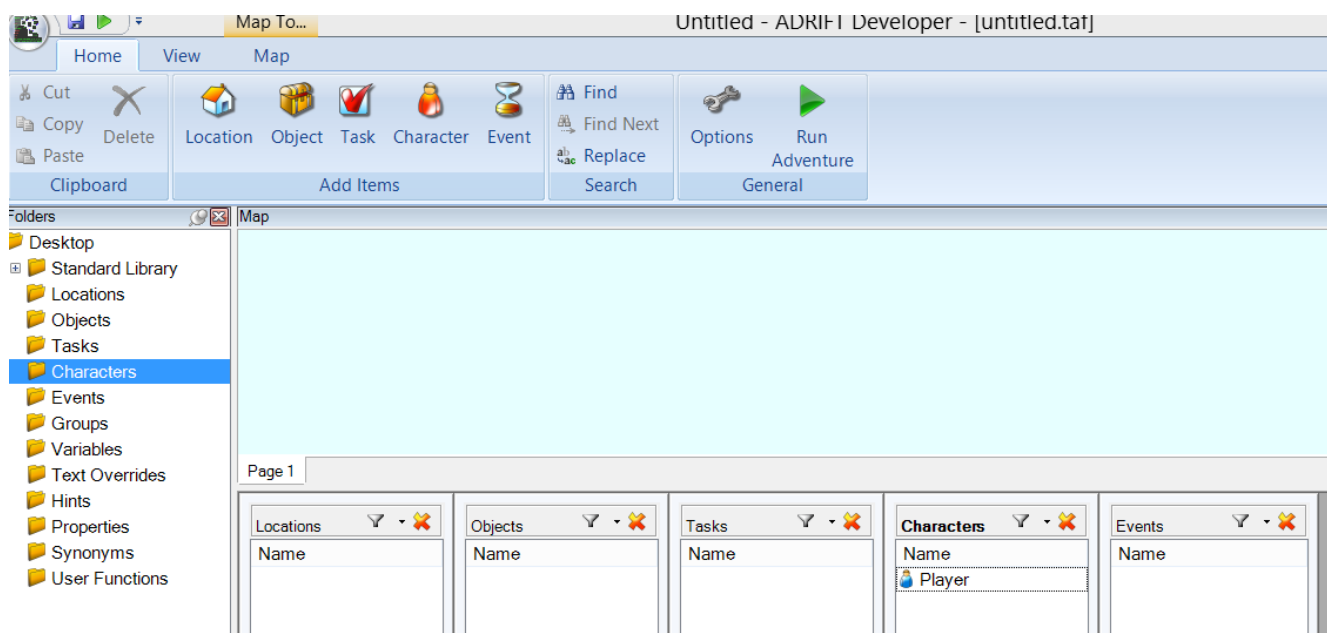 Map To...
Untitled - ADRIFT Developer - [untitled.taf]
Home View Map
Cut
Copy
Paste
Delete
Clipboard
Location Object Task Character Event
Add Items
Find
Find Next
Replace
Search
Options
Run
Adventure
General
Folders
Map
Desktop
Standard Library
Locations
Objects
Tasks
Characters
Events
Groups
Variables
Text Overrides
Hints
Properties
Synonyms
User Functions
Page 1
Locations
Name
Objects
Name
Tasks
Name
Characters
Name
Player
Events
Name